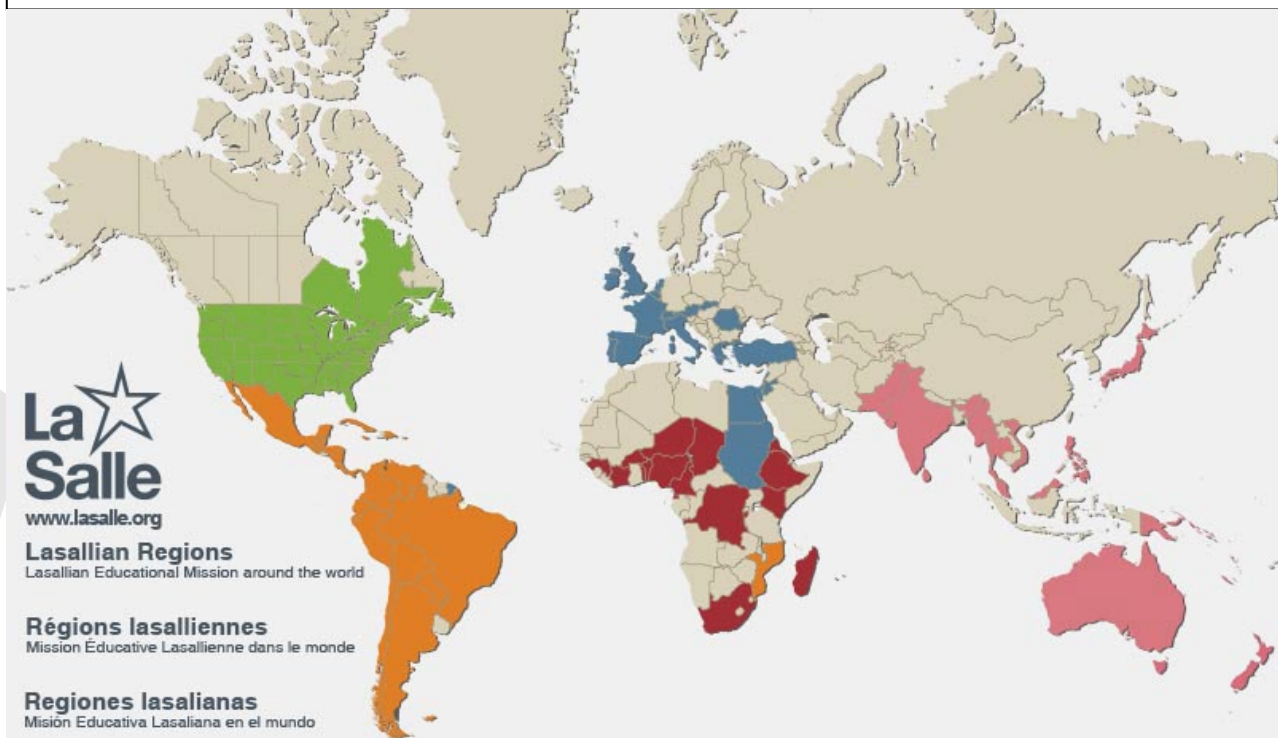 La
Salle
www.lasalle.org
Lasallian Regions
Lasallian Educational Mission around the world
Régions lasalliennes
Mission Éducative Lasallienne dans le monde
Regiones lasalianas
Misión Educativa Lasaliana en el mundo